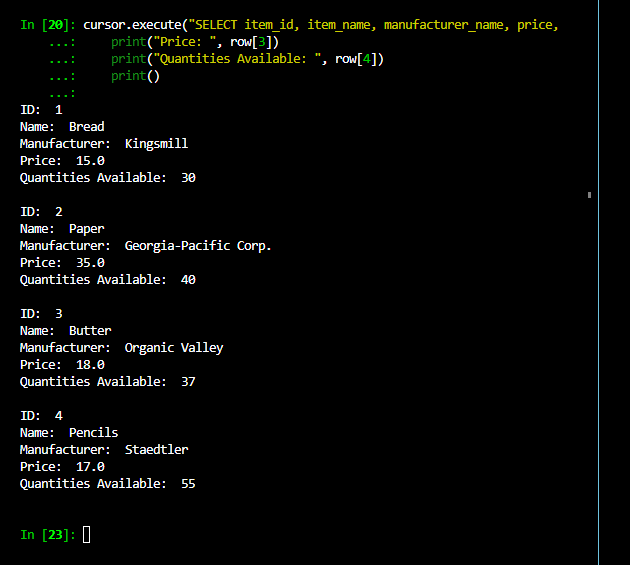 In [20]: cursor.execute("SELECT item_id, item_name, manufacturer_name, price,
...:     print("Price: ", row[3])
...:     print("Quantities Available: ", row[4])
...:     print()
...:
ID:  1
Name:  Bread
Manufacturer:  Kingsmill
Price:  15.0
Quantities Available:  30
ID:  2
Name:  Paper
Manufacturer:  Georgia-Pacific Corp.
Price:  35.0
Quantities Available:  40
ID:  3
Name:  Butter
Manufacturer:  Organic Valley
Price:  18.0
Quantities Available:  37
ID:  4
Name:  Pencils
Manufacturer:  Staedtler
Price:  17.0
Quantities Available:  55
In [23]: